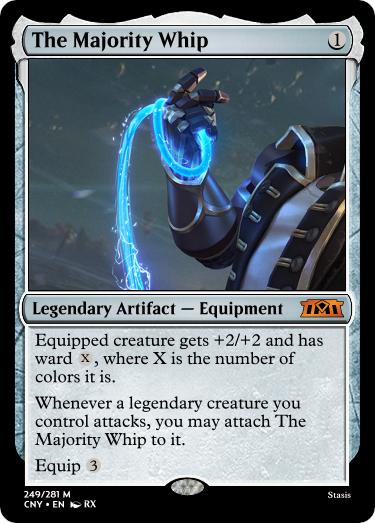 The Majority Whip 1
Legendary Artifact — Equipment
Equipped creature gets +2/+2 and has
ward X, where X is the number of
colors it is.
Whenever a legendary creature you
control attacks, you may attach The
Majority Whip to it.
Equip 3
249/281 M
CNY • EN RX
Stasis